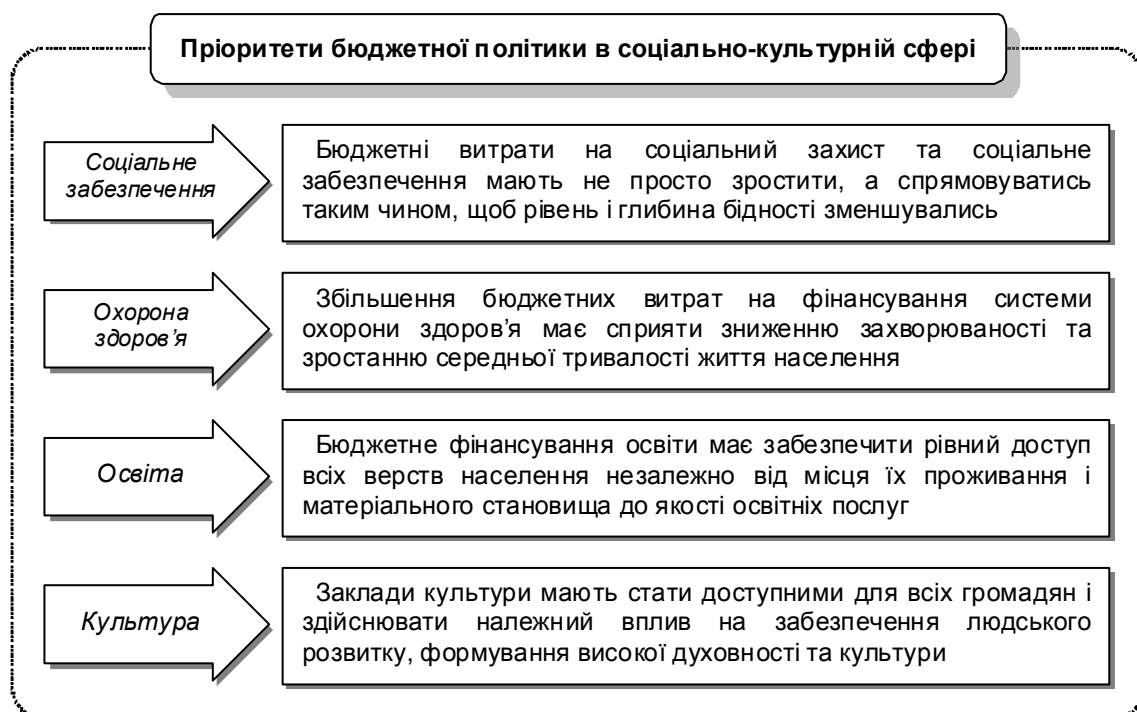 Пріоритети бюджетної політики в соціально-культурній сфері
Соціальне
забезпечення
Бюджетні витрати на соціальний захист та соціальне
забезпечення мають не просто зростити, а спрямовуватись
таким чином, щоб рівень і глибина бідності зменшувались
Охорона
здоров’я
Збільшення бюджетних витрат на фінансування системи
охорони здоров’я має сприяти зниженню захворюваності та
зростанню середньої тривалості життя населення
Освіта
Бюджетне фінансування освіти має забезпечити рівний доступ
всіх верств населення незалежно від місця їх проживання і
матеріального становища до якості освітніх послуг
Культура
Заклади культури мають стати доступними для всіх громадян і
здійснювати належний вплив на забезпечення людського
розвитку, формування високої духовності та культури